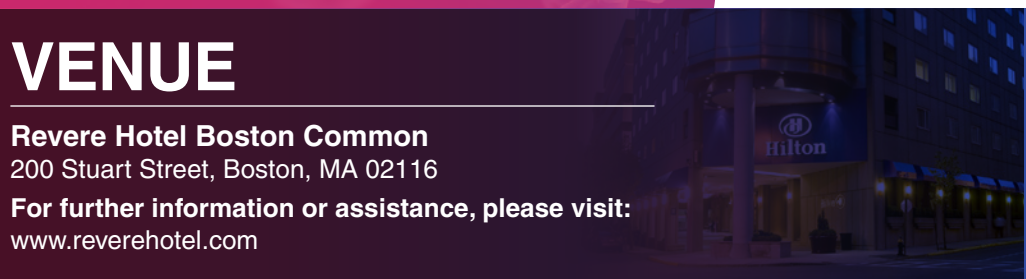 VENUE
Revere Hotel Boston Common
200 Stuart Street, Boston, MA 02116
For further information or assistance, please visit:
www.reverehotel.com
H
Hilton